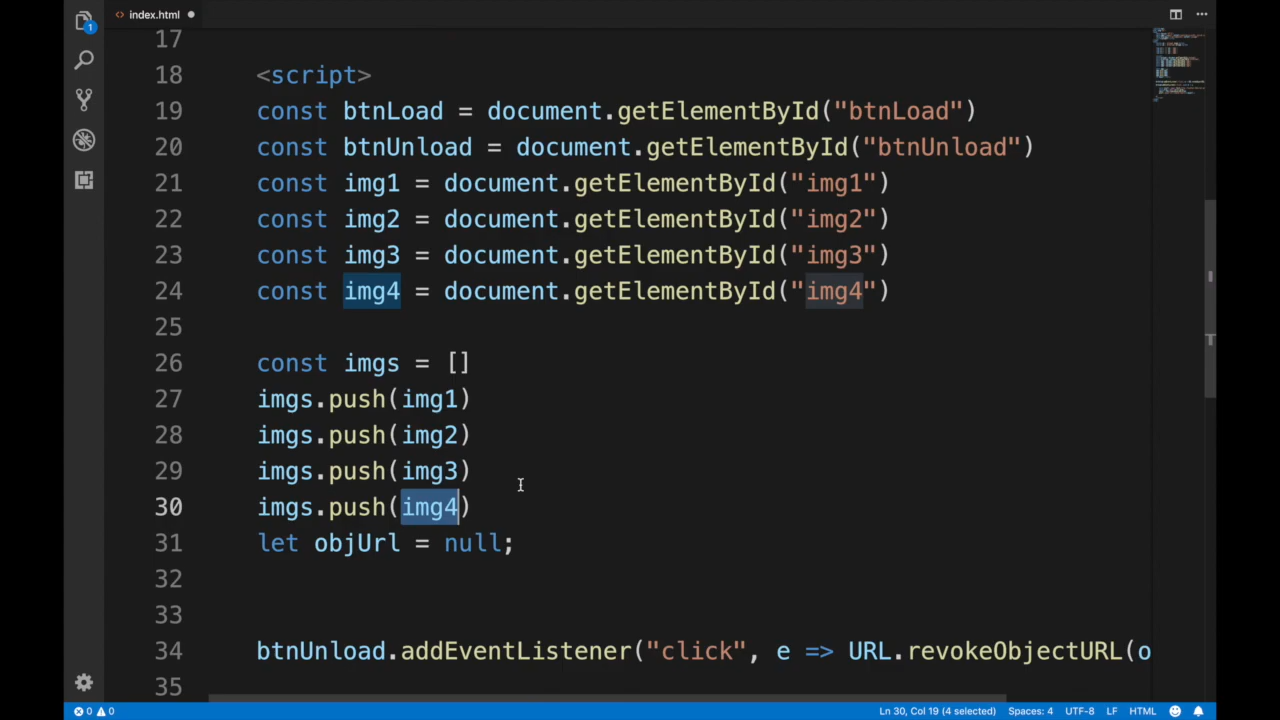 index.html
1
17
18 <script>
19 const btnLoad = document.getElementById("btnLoad")
20 const btnUnload = document.getElementById("btnUnload")
21 const img1 = document.getElementById("img1")
22 const img2 = document.getElementById("img2")
23 const img3 = document.getElementById("img3")
24 const img4 = document.getElementById("img4")
25
26 const imgs = []
27 imgs.push(img1)
28 imgs.push(img2)
29 imgs.push(img3)
30 imgs.push(img4)
31 let objUrl = null;
32
33
34 btnUnload.addEventListener("click", e => URL.revokeObjectURL(o
35
0 0 Ln 30, Col 19 (4 selected) Spaces: 4 UTF-8 LF HTML